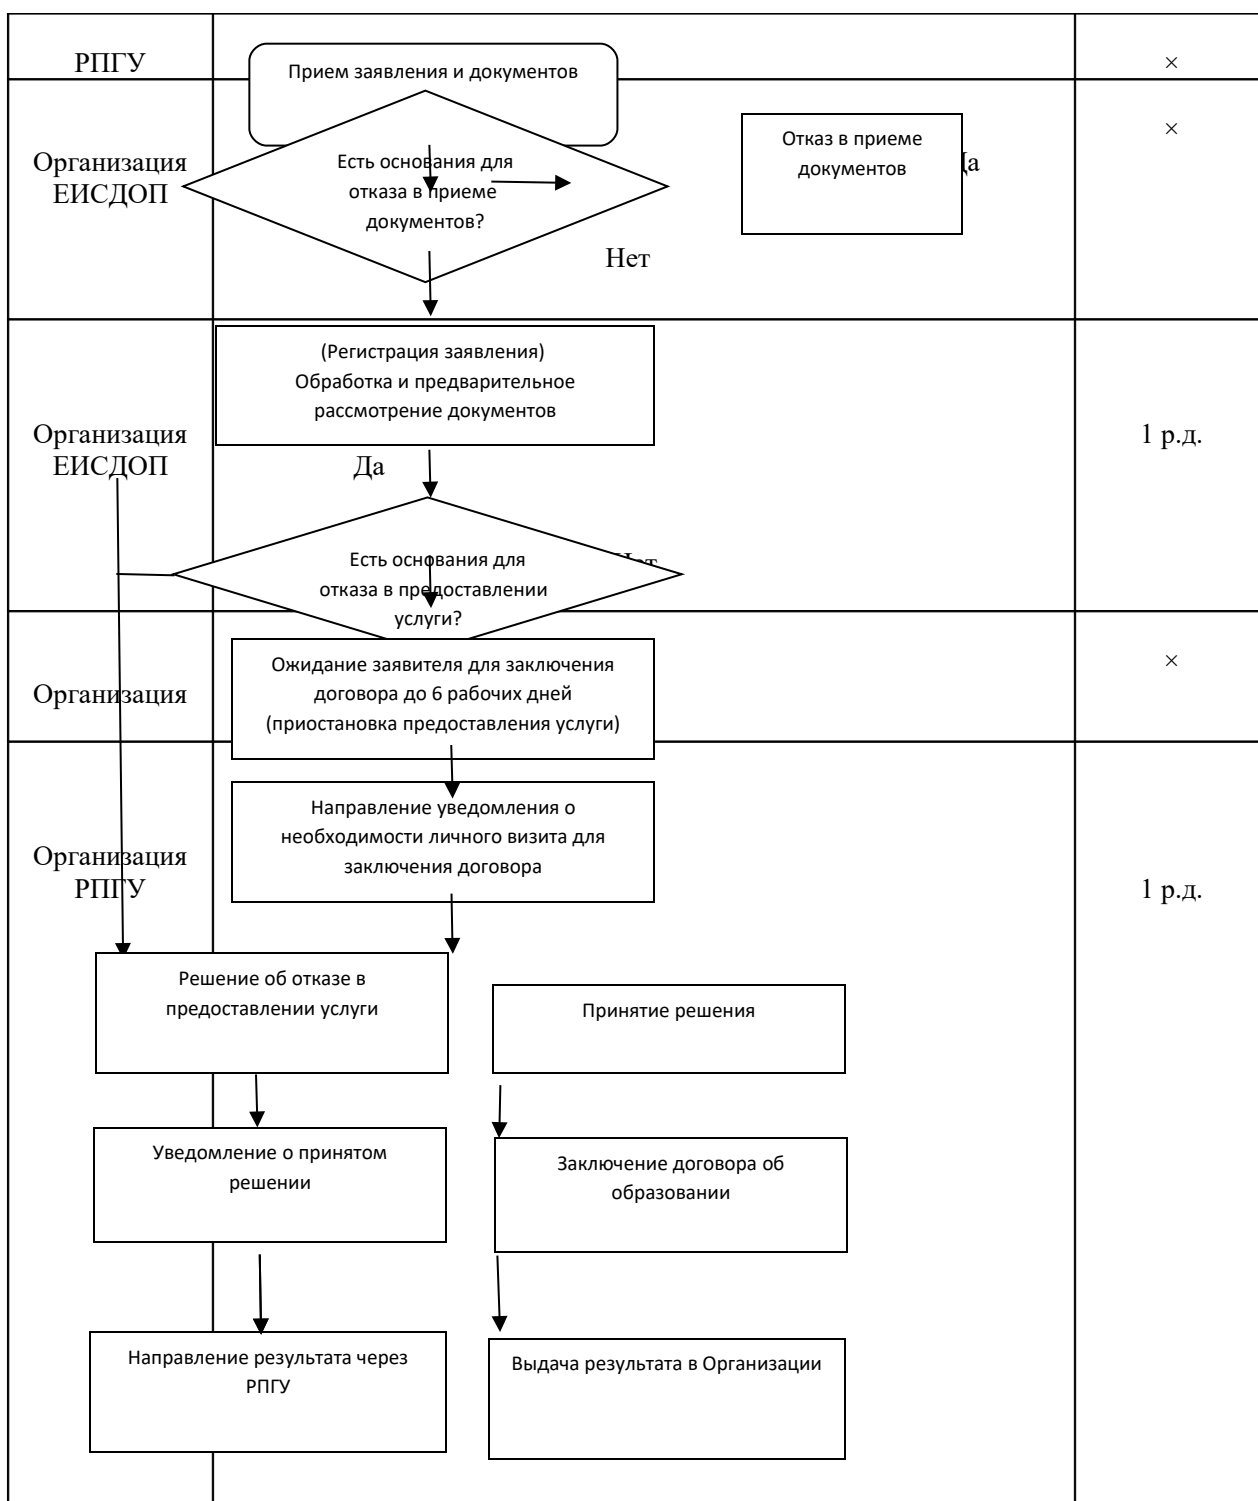 РПГУ
Прием заявления и документов
×
Организация
ЕИСДОП
Есть основания для
отказа в приеме
документов?
Отказ в приеме
документов
Да
×
Нет
(Регистрация заявления)
Обработка и предварительное
рассмотрение документов
Организация
ЕИСДОП
1 р.д.
Да
Есть основания для
отказа в предоставлении
услуги?
Нет
Организация
Ожидание заявителя для заключения
договора до 6 рабочих дней
(приостановка предоставления услуги)
×
Организация
РПГУ
Направление уведомления о
необходимости личного визита для
заключения договора
1 р.д.
Решение об отказе в
предоставлении услуги
Принятие решения
Уведомление о принятом
решении
Заключение договора об
образовании
Направление результата через
РПГУ
Выдача результата в Организации